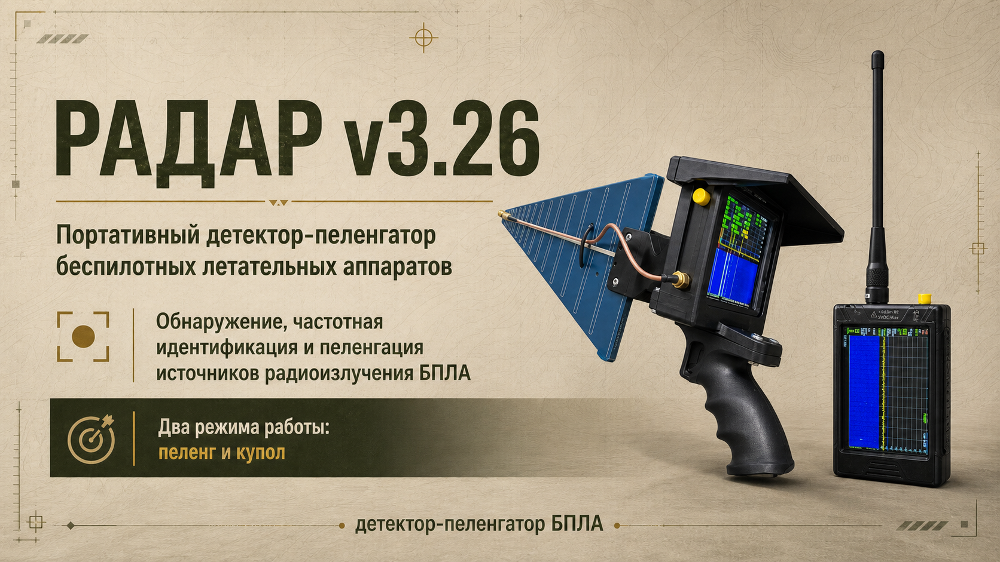 РАДАР v3.26
Портативный детектор-пеленгатор
беспилотных летательных аппаратов
Обнаружение, частотная
идентификация и пеленгация
источников радиоизлучения БПЛА
Два режима работы:
пеленг и купол
детектор-пеленгатор БПЛА